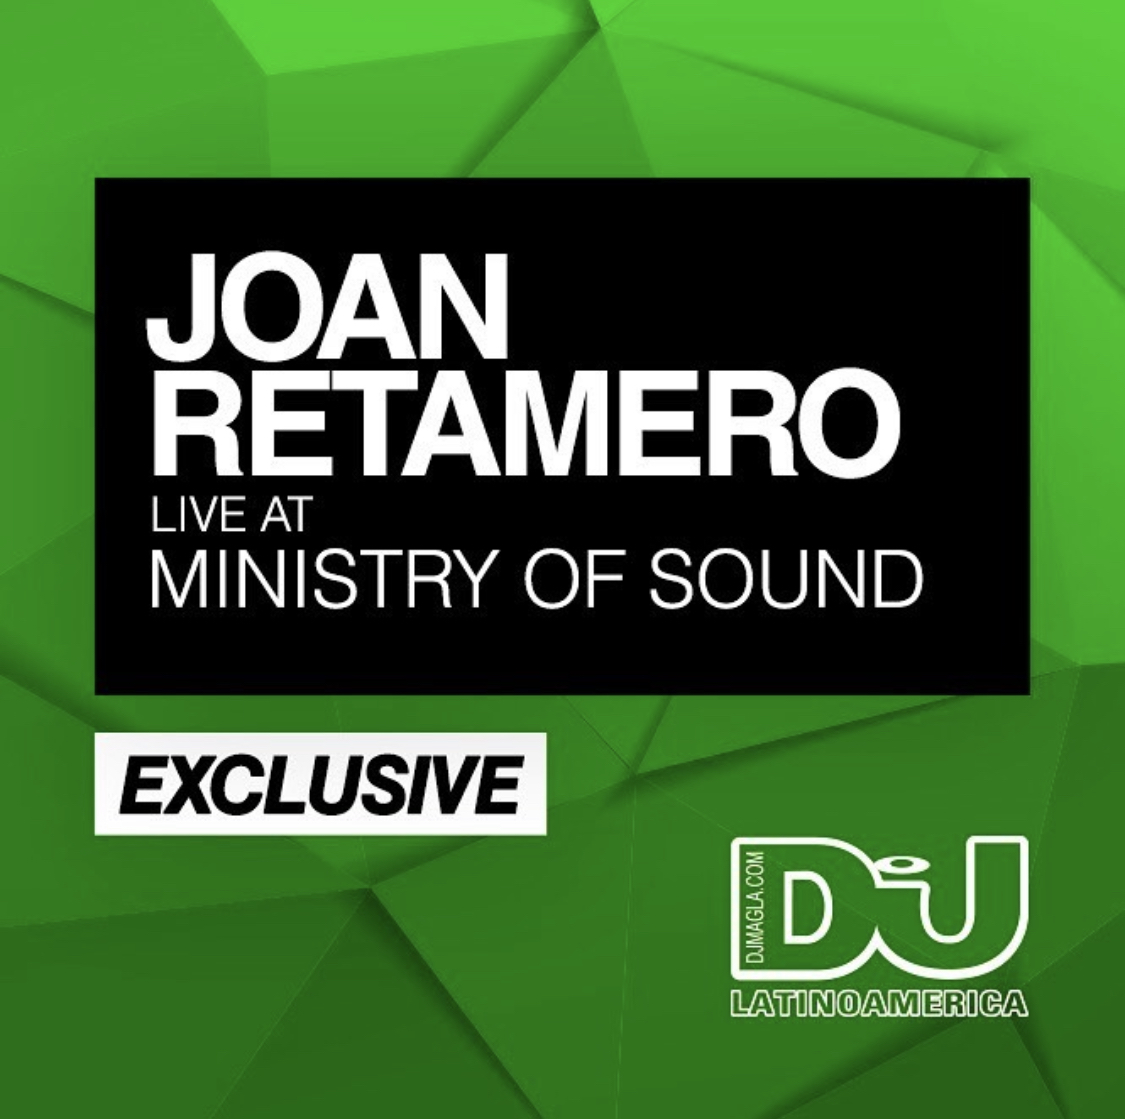 JOAN
RETAMERO
LIVE AT
MINISTRY OF SOUND
EXCLUSIVE
DJMAGLA.COM
DJ
LATINOAMERICA